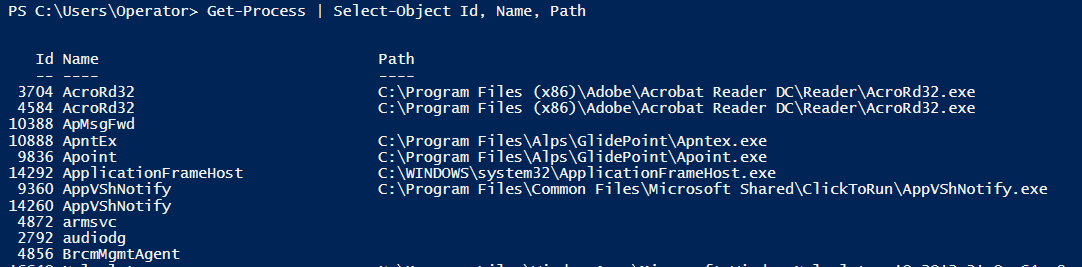 PS C:\Users\Operator> Get-Process | Select-Object Id, Name, Path
Id Name Path
-- ---- ----
3704 AcroRd32 C:\Program Files (x86)\Adobe\Acrobat Reader DC\Reader\AcroRd32.exe
4584 AcroRd32 C:\Program Files (x86)\Adobe\Acrobat Reader DC\Reader\AcroRd32.exe
10388 ApMsgFwd
10888 ApntEx C:\Program Files\Alps\GlidePoint\Apntex.exe
9836 Apoint C:\Program Files\Alps\GlidePoint\Apoint.exe
14292 ApplicationFrameHost C:\WINDOWS\system32\ApplicationFrameHost.exe
9360 AppVShNotify C:\Program Files\Common Files\Microsoft Shared\ClickToRun\AppVShNotify.exe
14260 AppVShNotify
4872 armsvc
2792 audiodg
4856 BrcmMgmtAgent